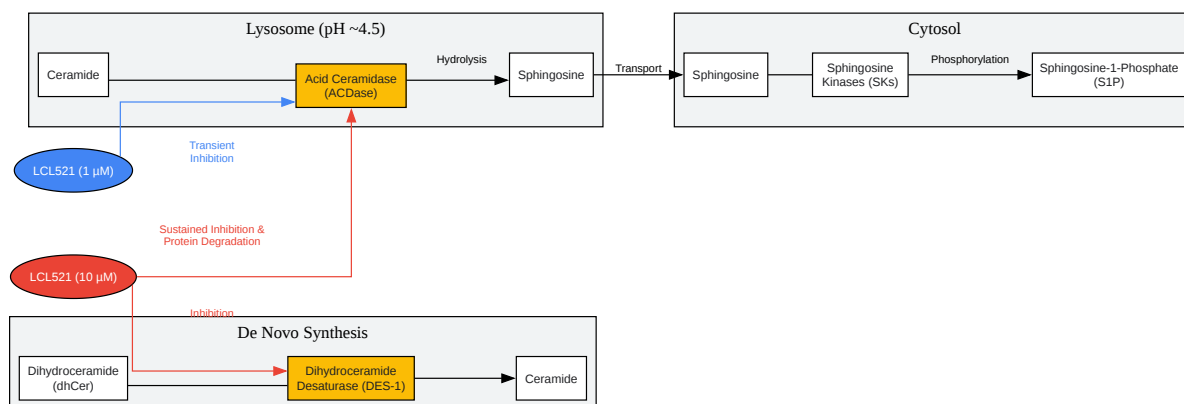 Lysosome (pH ~4.5)
Cytosol
Ceramide
Acid Ceramidase
(ACDase)
Hydrolysis
Sphingosine
Transport
Sphingosine
Sphingosine
Kinases (SKs)
Phosphorylation
Sphingosine-1-Phosphate
(S1P)
LCL521 (1 µM)
Transient
Inhibition
Sustained Inhibition &
Protein Degradation
LCL521 (10 µM)
Inhibition
De Novo Synthesis
Dihydroceramide
(dhCer)
Dihydroceramide
Desaturase (DES-1)
Ceramide